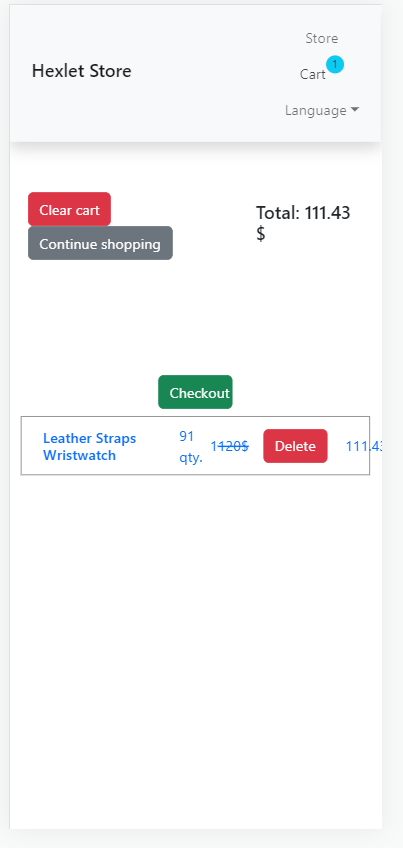 Store
Hexlet Store
Cart 1
Language
Clear cart
Continue shopping
Total: 111.43
$
Checkout
Leather Straps
Wristwatch
91
qty.
1120$
Delete
111.43